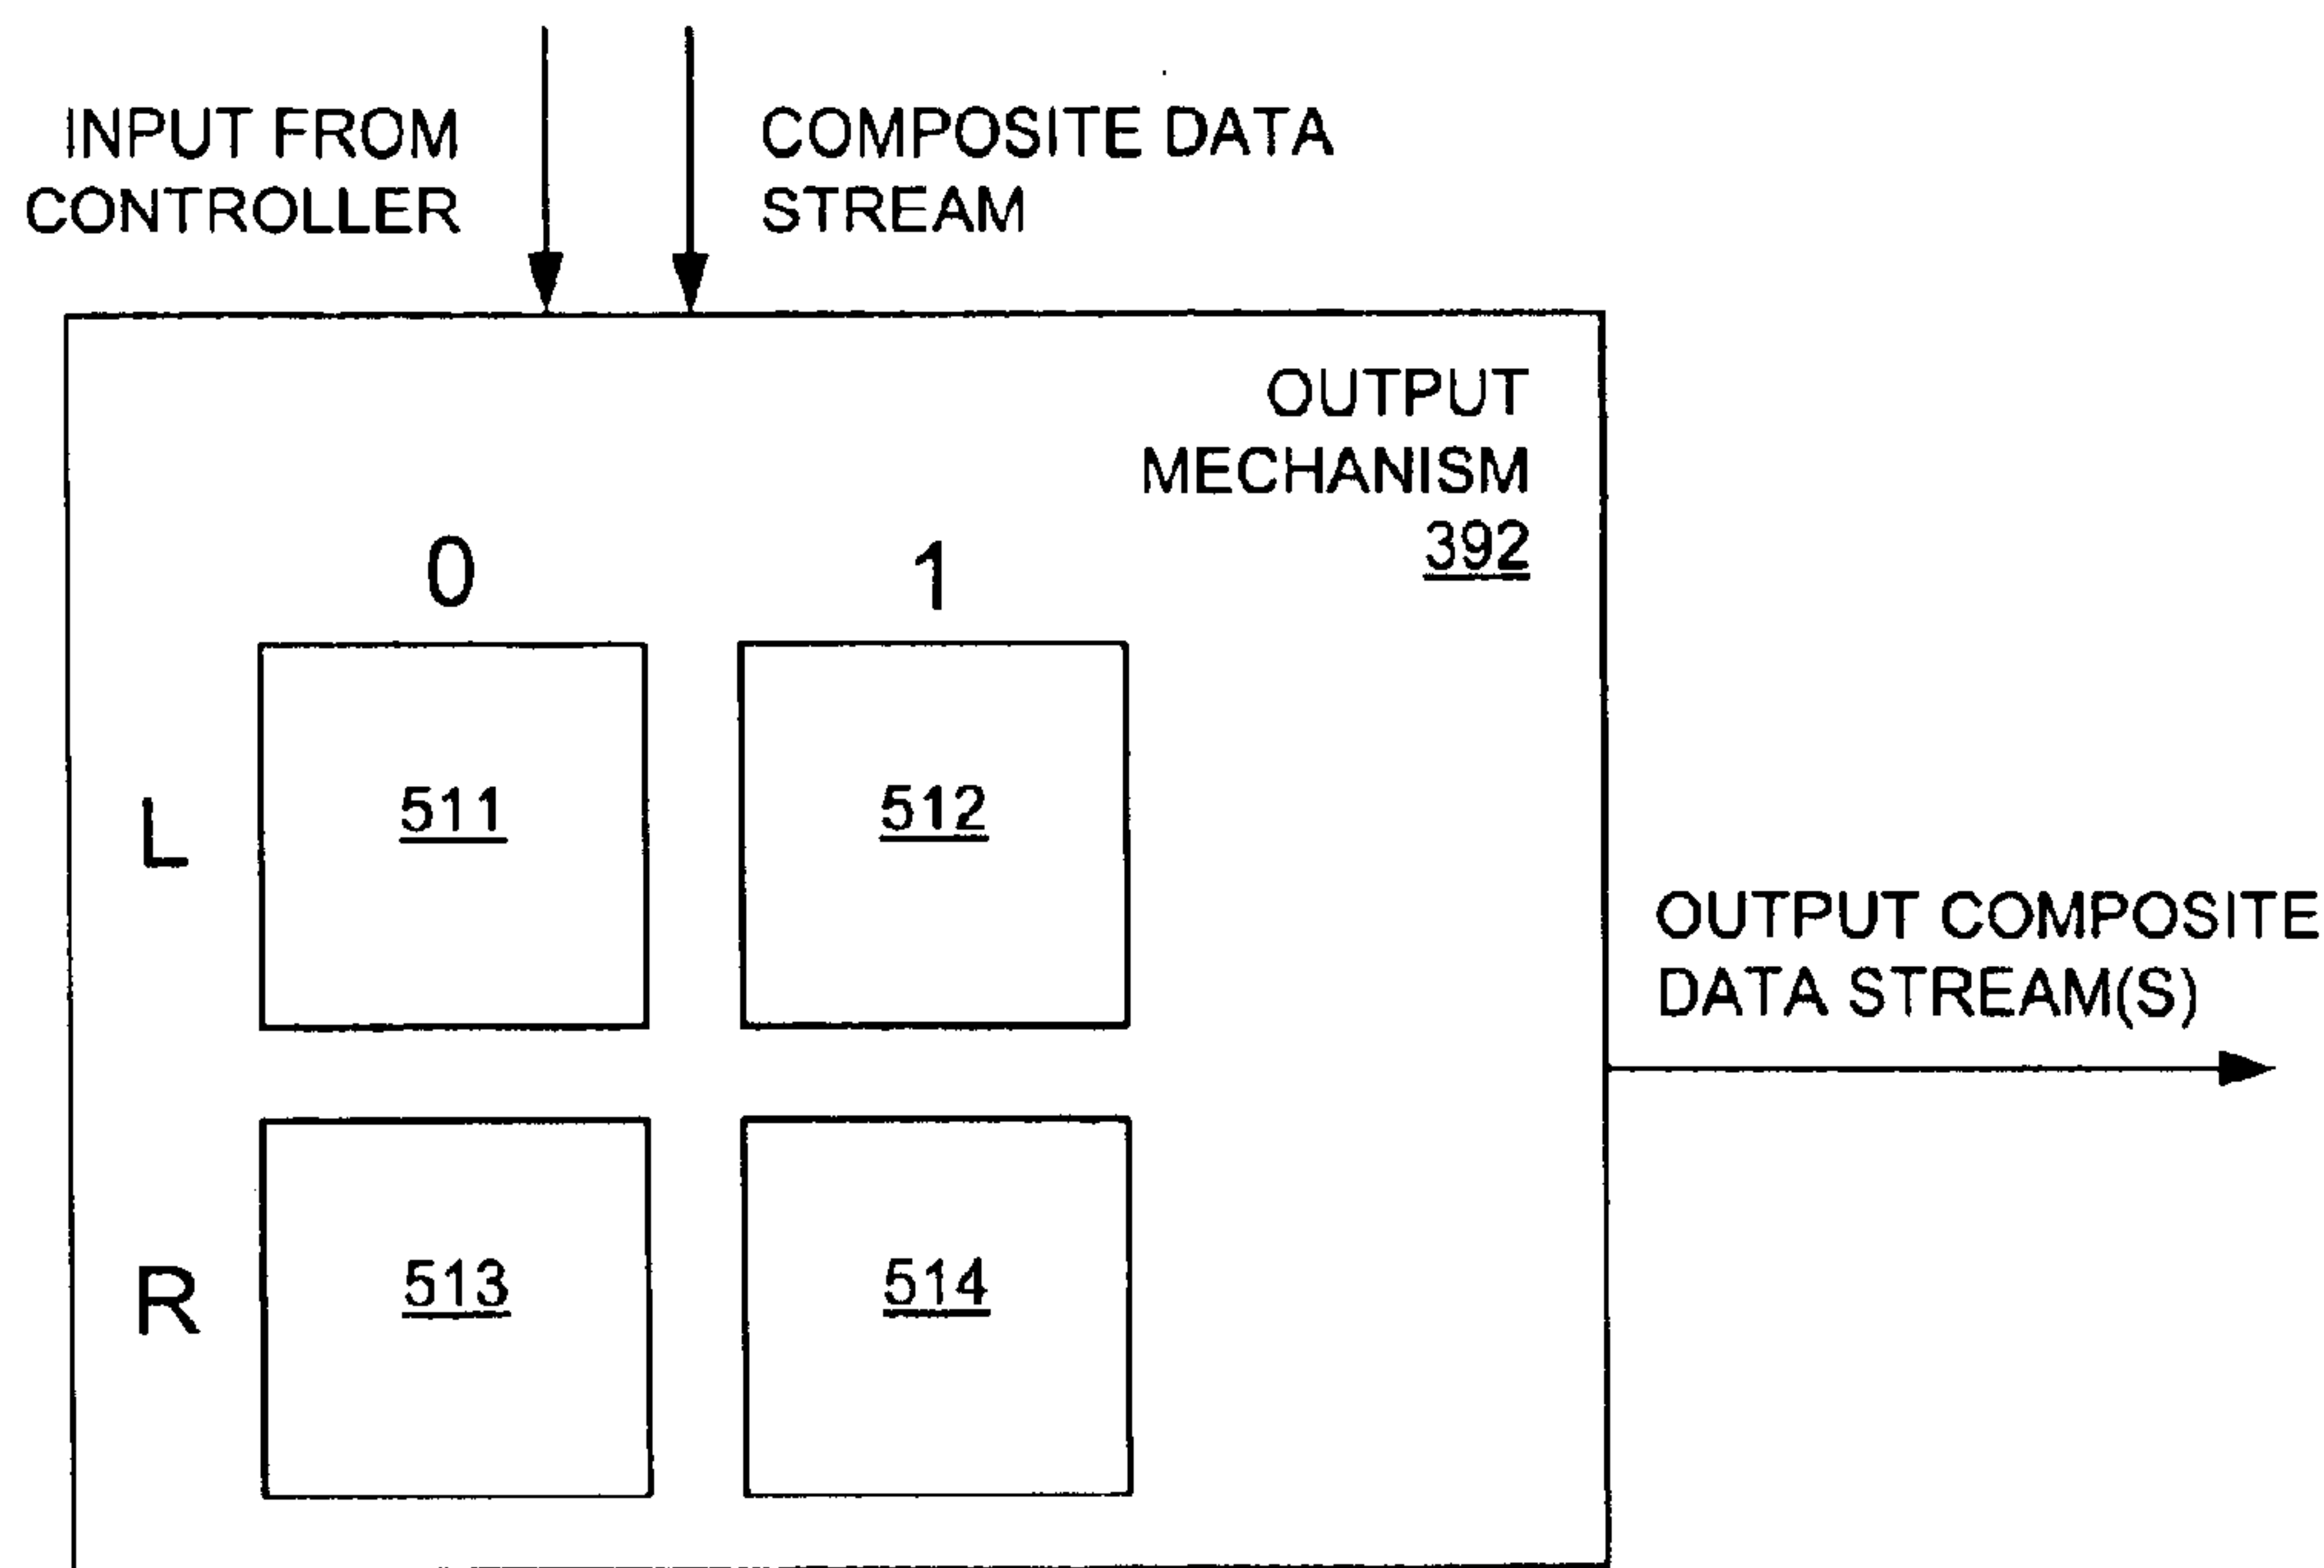 INPUT FROM
CONTROLLER
COMPOSITE DATA
STREAM
OUTPUT
MECHANISM
392
0 1
L 511 512
OUTPUT COMPOSITE
DATA STREAM(S)
R 513 514